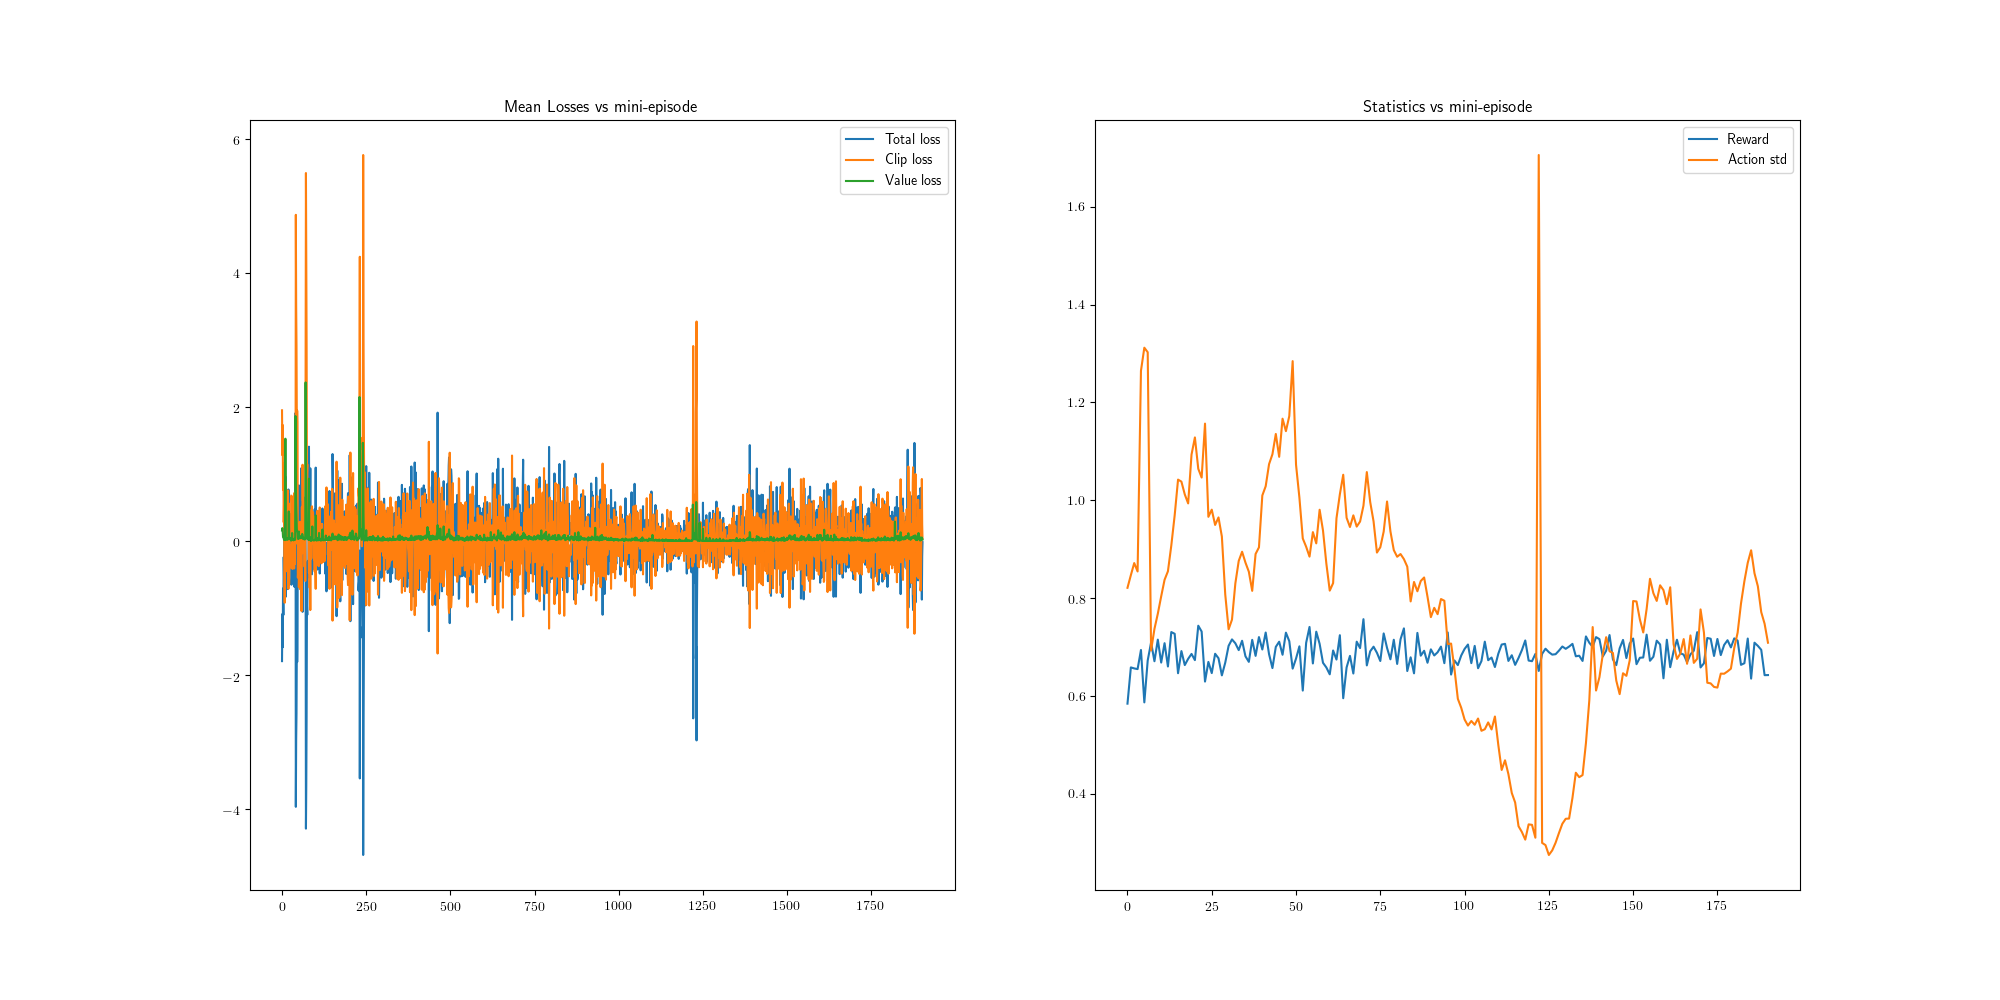 Mean Losses vs mini-episode
Total loss
Clip loss
Value loss
6
4
2
0
−2
−4
0 250 500 750 1000 1250 1500 1750
Statistics vs mini-episode
Reward
Action std
1.6
1.4
1.2
1.0
0.8
0.6
0.4
0 25 50 75 100 125 150 175